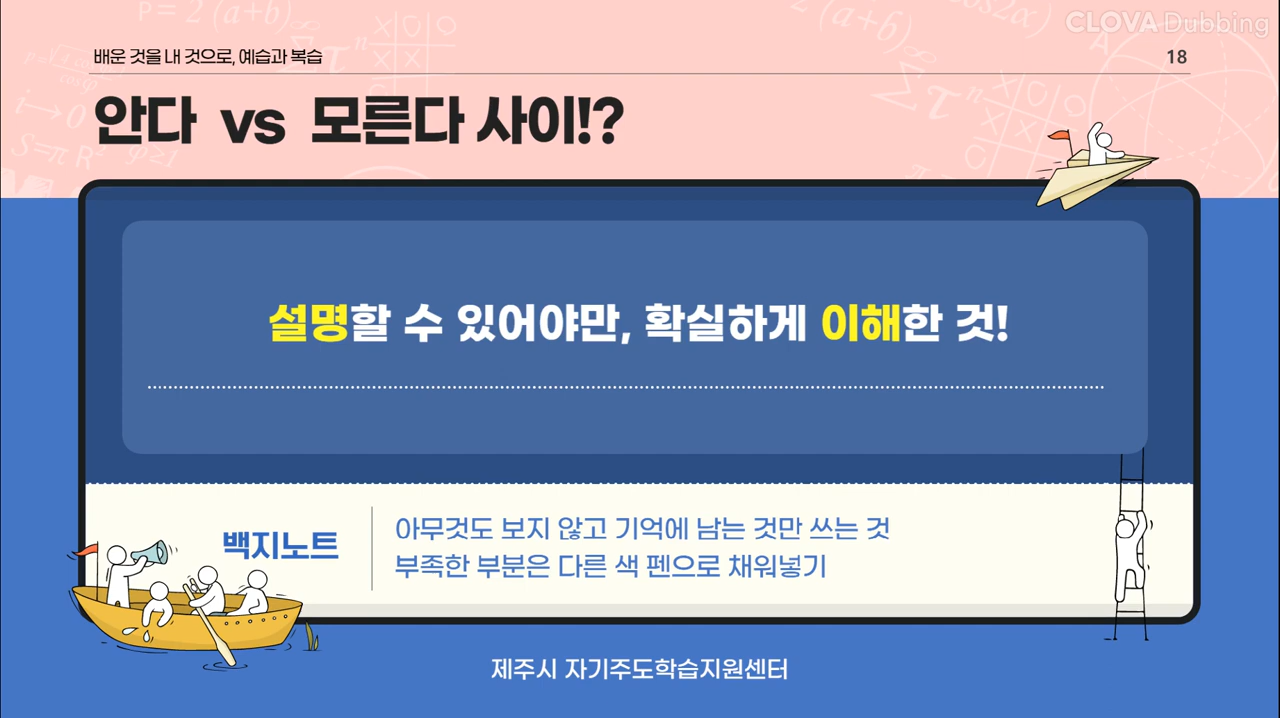 CLOVA Dubbing
배운 것을 내 것으로, 예습과 복습
18
안다 vs 모른다 사이!?
설명할 수 있어야만, 확실하게 이해한 것!
백지노트
아무것도 보지 않고 기억에 남는 것만 쓰는 것
부족한 부분은 다른 색 펜으로 채워넣기
제주시 자기주도학습지원센터